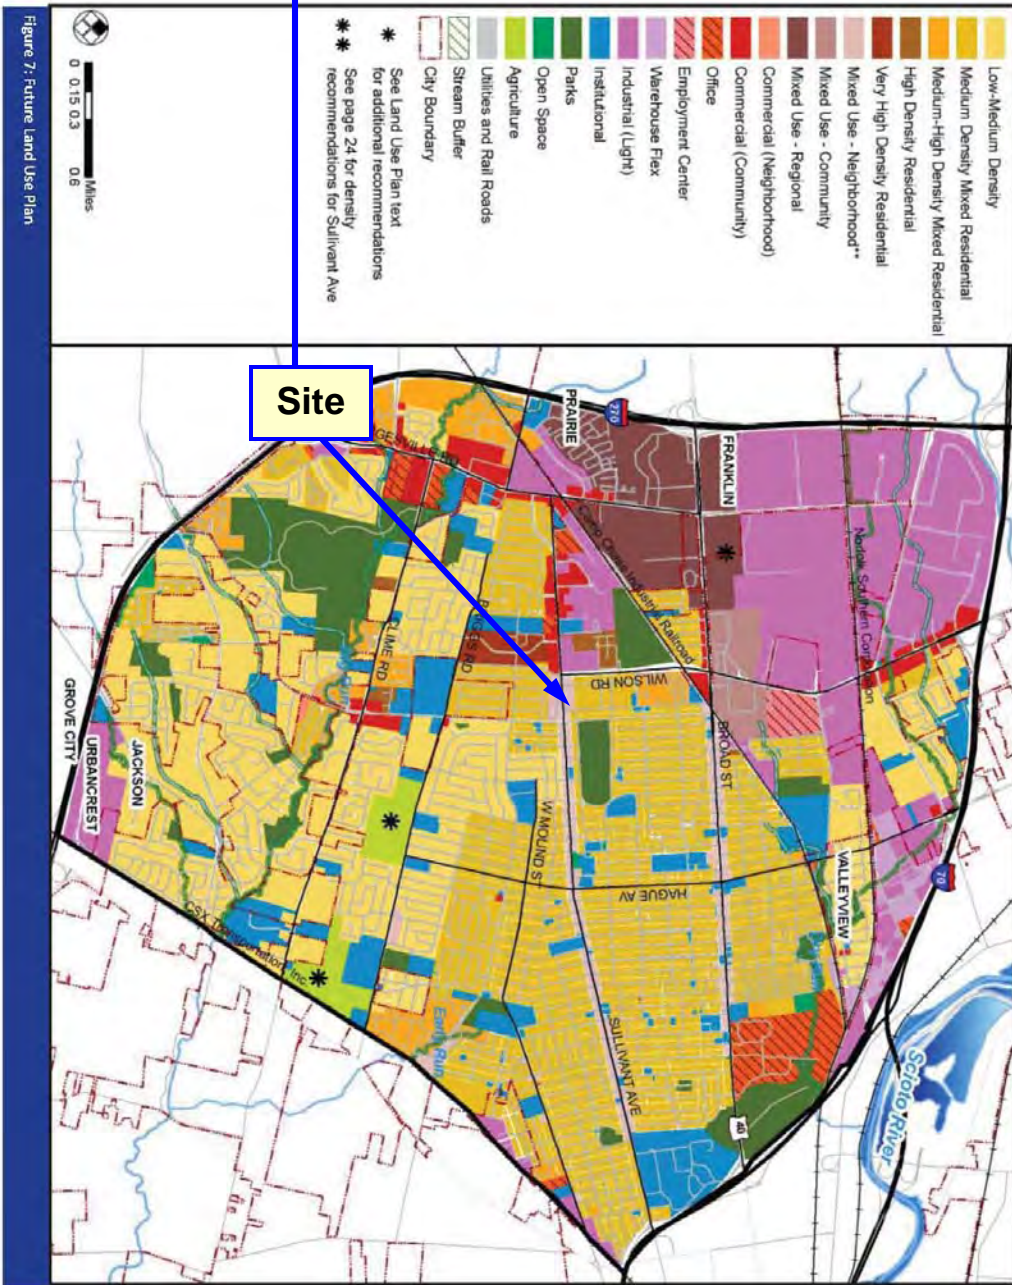 Low-Medium Density
Medium Density Mixed Residential
Medium-High Density Mixed Residential
High Density Residential
Very High Density Residential
Mixed Use - Neighborhood**
Mixed Use - Community
Mixed Use - Regional
Commercial (Neighborhood)
Commercial (Community)
Office
Employment Center
Warehouse Flex
Industrial (Light)
Institutional
Parks
Open Space
Agriculture
Utilities and Rail Roads
Stream Buffer
City Boundary
* See Land Use Plan text
for additional recommendations
** See page 24 for density
recommendations for Sullivant Ave
0 0.15 0.3 0.6
Miles
Figure 7: Future Land Use Plan
Site
270
PRAIRIE
FRANKLIN
Norfolk Southern Corporation
Camp Chase Industrial Railroad
WILSON RD
BROAD ST
BRIGGS RD
CLIME RD
W MOUND ST
HAGUE AV
VALLEYVIEW
70
SULLIVANT AVE
40
Scioto River
CSX Transportation Inc.
GROVE CITY
URBANCREST
JACKSON